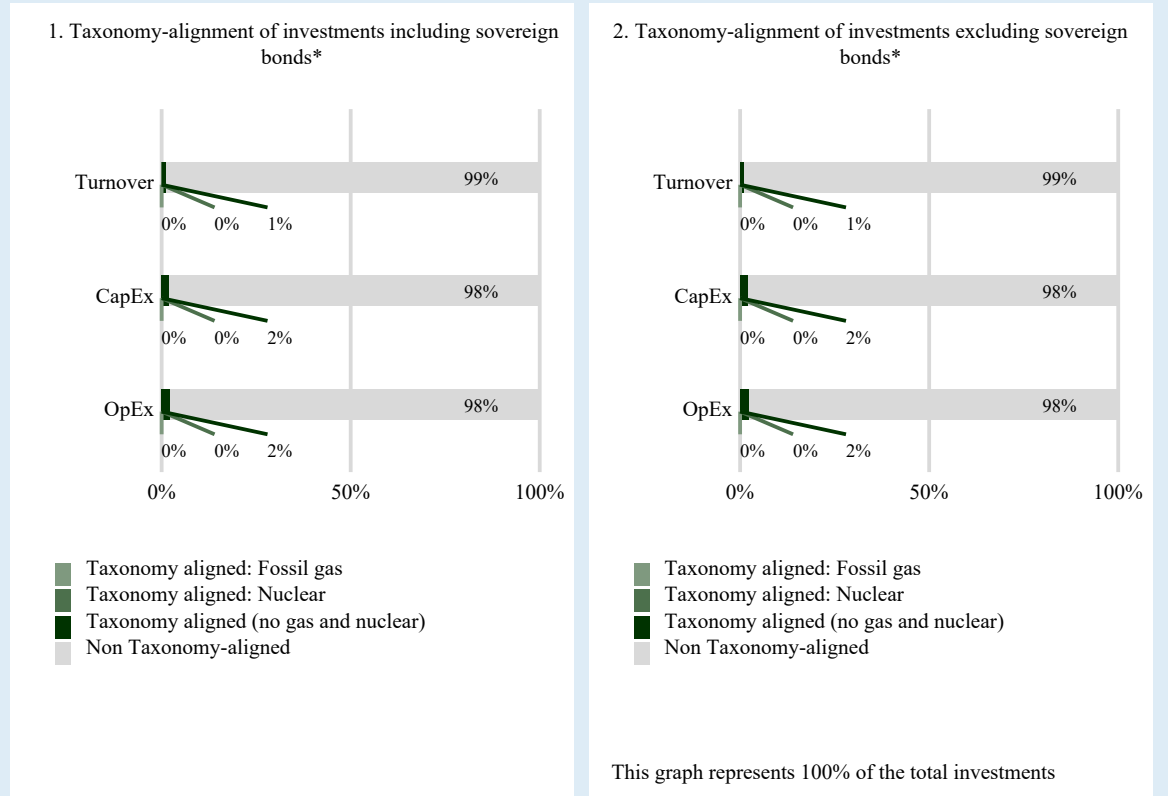 1. Taxonomy-alignment of investments including sovereign
bonds*
Turnover
99%
0% 0% 1%
CapEx
98%
0% 0% 2%
OpEx
98%
0% 0% 2%
0% 50% 100%
Taxonomy aligned: Fossil gas
Taxonomy aligned: Nuclear
Taxonomy aligned (no gas and nuclear)
Non Taxonomy-aligned
2. Taxonomy-alignment of investments excluding sovereign
bonds*
Turnover
99%
0% 0% 1%
CapEx
98%
0% 0% 2%
OpEx
98%
0% 0% 2%
0% 50% 100%
Taxonomy aligned: Fossil gas
Taxonomy aligned: Nuclear
Taxonomy aligned (no gas and nuclear)
Non Taxonomy-aligned
This graph represents 100% of the total investments